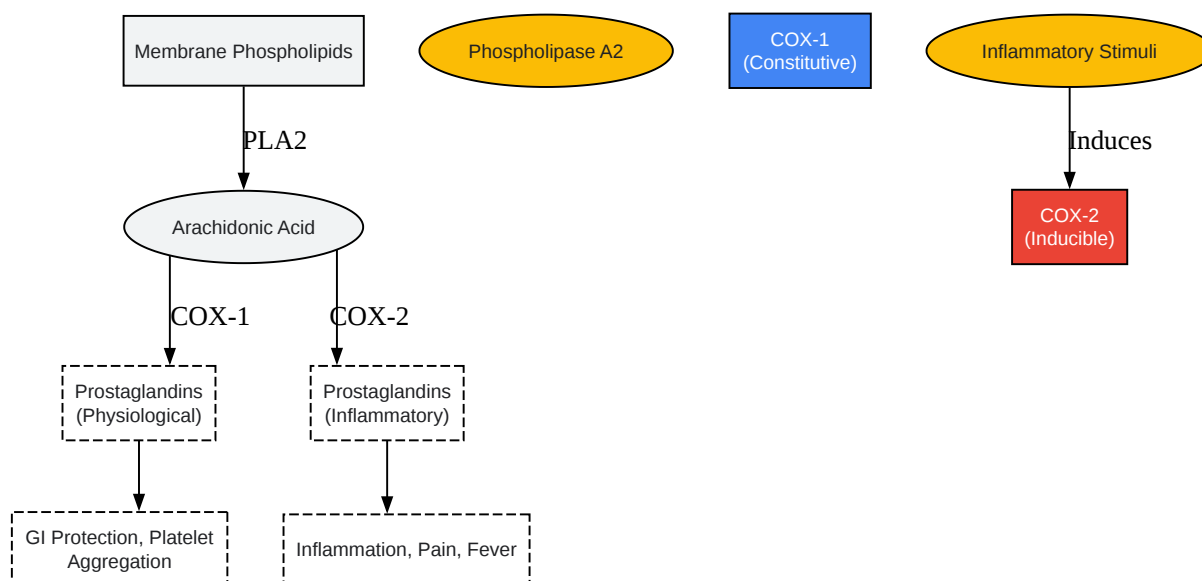 Membrane Phospholipids
Phospholipase A2
COX-1
(Constitutive)
Inflammatory Stimuli
PLA2
Induces
Arachidonic Acid
COX-2
(Inducible)
COX-1
COX-2
Prostaglandins
(Physiological)
Prostaglandins
(Inflammatory)
GI Protection, Platelet
Aggregation
Inflammation, Pain, Fever